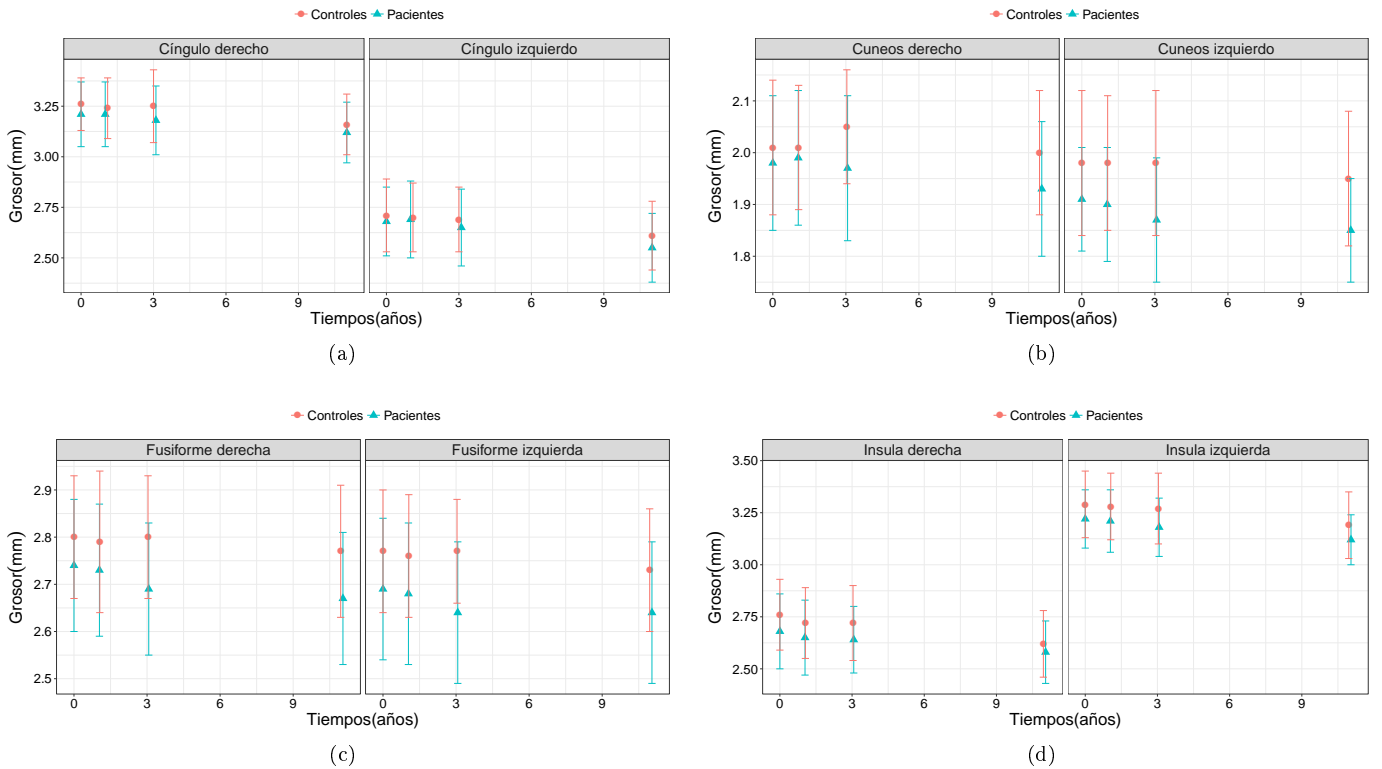 Controles Pacientes
Cíngulo derecho Cíngulo izquierdo
Grosor(mm)
3.25
3.00
2.75
2.50
0 3 6 9 0 3 6 9
Tiempos(años)
(a)
Controles Pacientes
Cuneos derecho Cuneos izquierdo
Grosor(mm)
2.1
2.0
1.9
1.8
0 3 6 9 0 3 6 9
Tiempos(años)
(b)
Controles Pacientes
Fusiforme derecha Fusiforme izquierda
Grosor(mm)
2.9
2.8
2.7
2.6
2.5
0 3 6 9 0 3 6 9
Tiempos(años)
(c)
Controles Pacientes
Insula derecha Insula izquierda
Grosor(mm)
3.50
3.25
3.00
2.75
2.50
0 3 6 9 0 3 6 9
Tiempos(años)
(d)